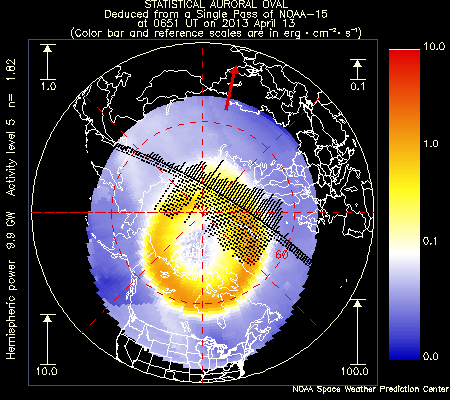 STATISTICAL AURORAL OVAL
Deduced from a Single Pass of NOAA-15
at 0651 UT on 2013 April 13
(Color bar and reference scales are in erg · cm⁻² · s⁻¹)
Hemispheric power 9.9 GW Activity level 5 n= 1.82
1.0
0.1
10.0
100.0
60
10.0
1.0
0.1
0.0
NOAA Space Weather Prediction Center